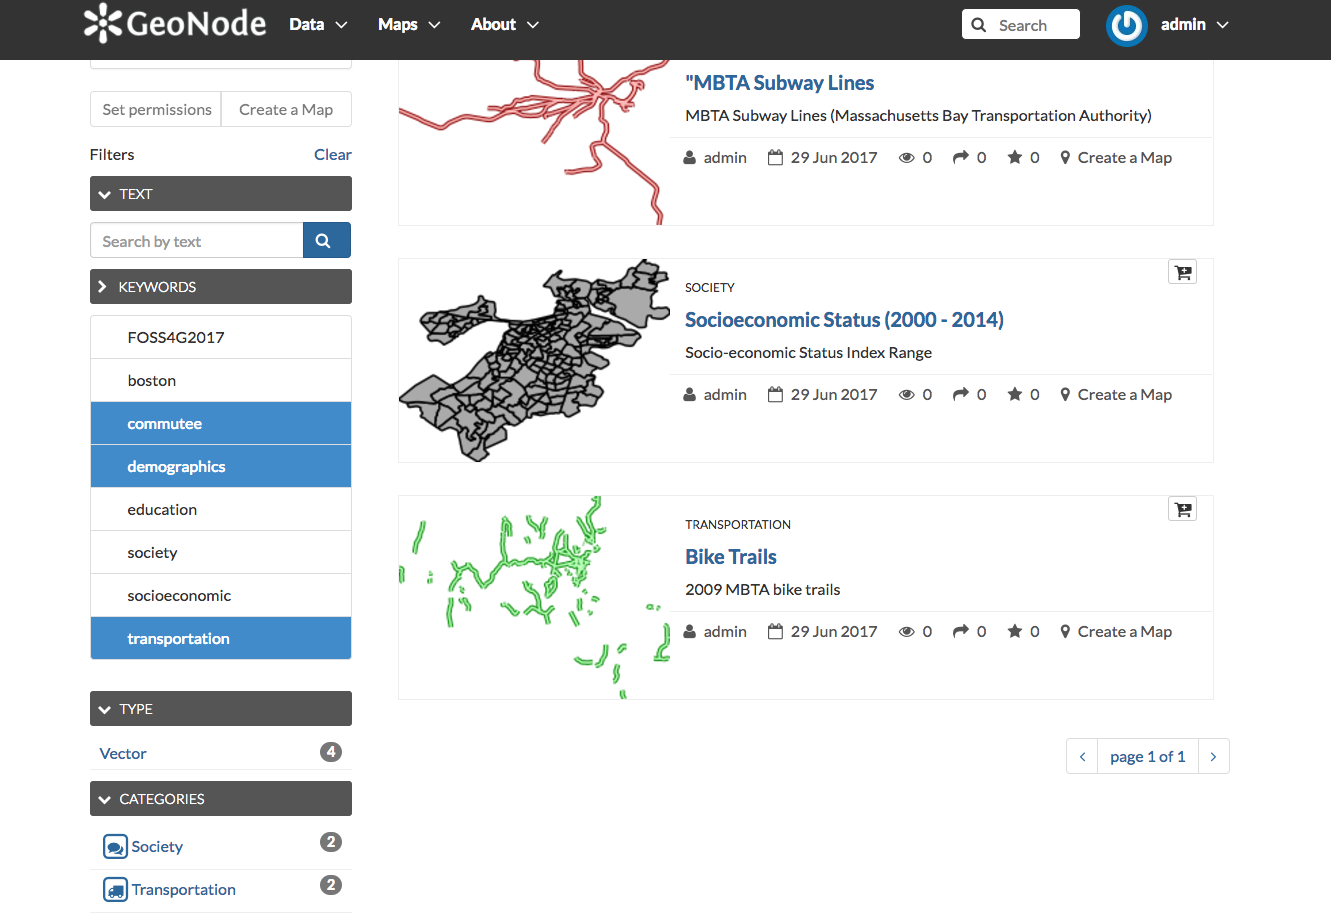 GeoNode Data Maps About Search admin
Set permissions Create a Map
Filters Clear
TEXT
Search by text
KEYWORDS
FOSS4G2017
boston
commutee
demographics
education
society
socioeconomic
transportation
TYPE
Vector 4
CATEGORIES
Society 2
Transportation 2
"MBTA Subway Lines
MBTA Subway Lines (Massachusetts Bay Transportation Authority)
admin 29 Jun 2017 0 0 0 Create a Map
SOCIETY
Socioeconomic Status (2000 - 2014)
Socio-economic Status Index Range
admin 29 Jun 2017 0 0 0 Create a Map
TRANSPORTATION
Bike Trails
2009 MBTA bike trails
admin 29 Jun 2017 0 0 0 Create a Map
page 1 of 1